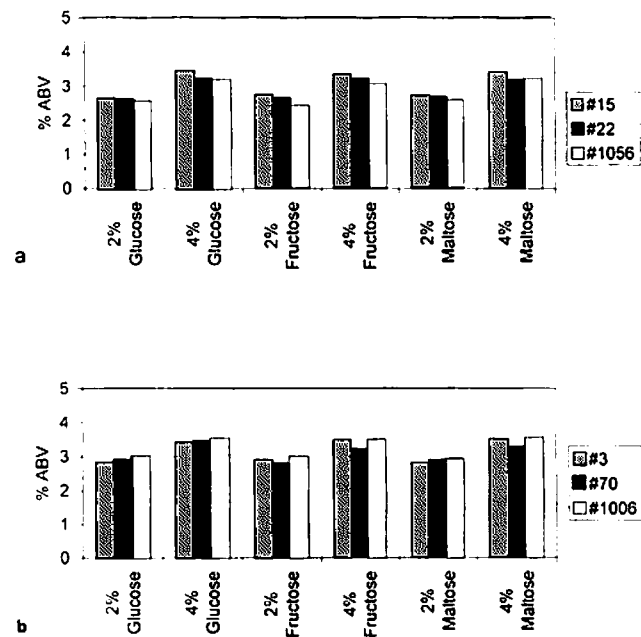 5
4
3
2
1
0
% ABV
2%
Glucose
4%
Glucose
2%
Fructose
4%
Fructose
2%
Maltose
4%
Maltose
#15
#22
#1056
a
5
4
3
2
1
0
% ABV
2%
Glucose
4%
Glucose
2%
Fructose
4%
Fructose
2%
Maltose
4%
Maltose
#3
#70
#1006
b